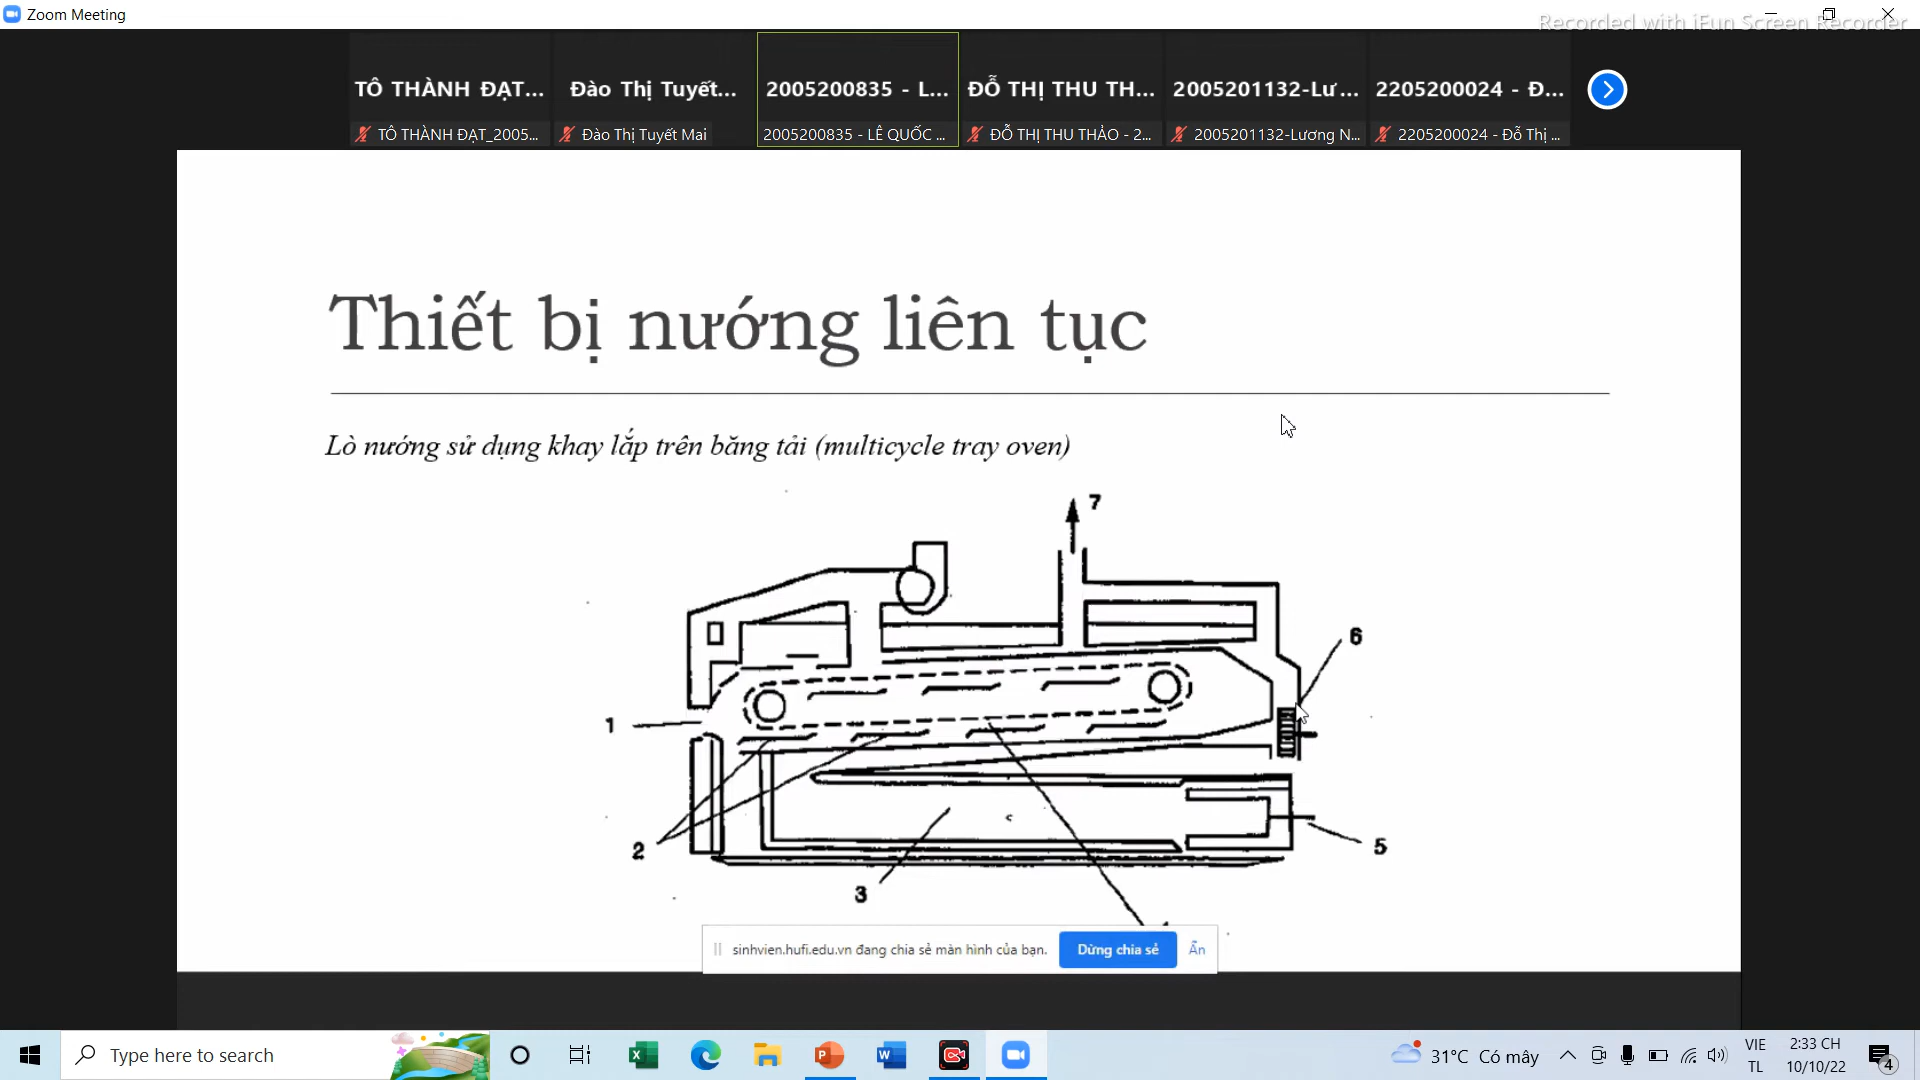 Zoom Meeting
Recorded with iFun Screen Recorder
TÔ THÀNH ĐẠT...
Đào Thị Tuyết...
2005200835 - L...
ĐỖ THỊ THU TH...
2005201132-Lư...
2205200024 - Đ...
TÔ THÀNH ĐẠT_2005...
Đào Thị Tuyết Mai
2005200835 - LÊ QUỐC ...
ĐỖ THỊ THU THẢO - 2...
2005201132-Lương N...
2205200024 - Đỗ Thị ...
Thiết bị nướng liên tục
Lò nướng sử dụng khay lắp trên băng tải (multicycle tray oven)
7
6
1
2
5
3
sinhvien.hufi.edu.vn đang chia sẻ màn hình của bạn.
Dừng chia sẻ
Ẩn
Type here to search
31°C Có mây
VIE
TL
2:33 CH
10/10/22
4